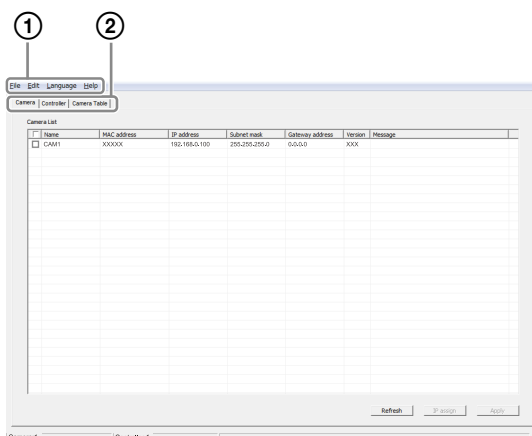 1 2
File Edit Language Help
Camera Controller Camera Table
Camera List
Name MAC address IP address Subnet mask Gateway address Version Message
CAM1 XXXXX 192.168.0.100 255.255.255.0 0.0.0.0 XXX
Refresh IP assign Apply